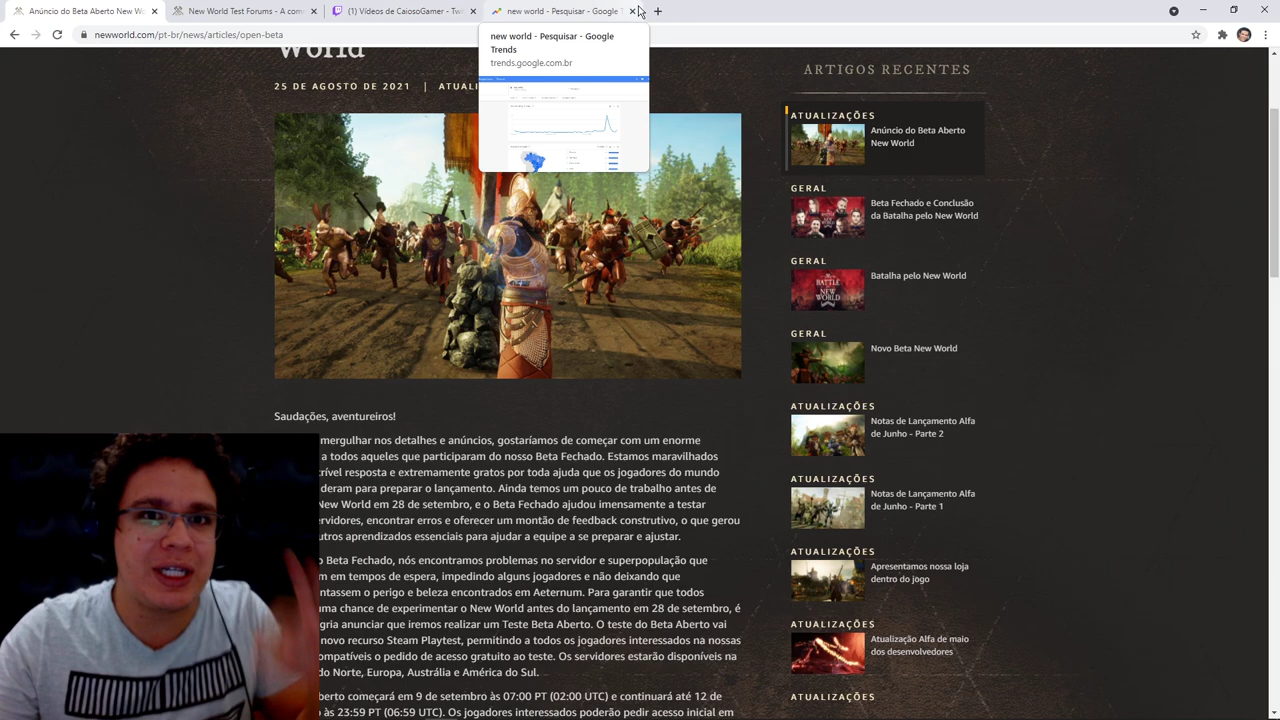 Anúncio do Beta Aberto New W
New World Test Forums - A com
(1) Vídeos de CaiosoGamer - Tw
new world - Pesquisar - Google T
newworld.com/pt-br/news/articles/open-beta
new world - Pesquisar - Google
Trends
trends.google.com.br
World
25 DE AGOSTO DE 2021 | ATUALI
Saudações, aventureiros!
mergulhar nos detalhes e anúncios, gostaríamos de começar com um enorme
a todos aqueles que participaram do nosso Beta Fechado. Estamos maravilhados
crível resposta e extremamente gratos por toda ajuda que os jogadores do mundo
deram para preparar o lançamento. Ainda temos um pouco de trabalho antes de
New World em 28 de setembro, e o Beta Fechado ajudou imensamente a testar
ervidores, encontrar erros e oferecer um montão de feedback construtivo, o que gerou
utros aprendizados essenciais para ajudar a equipe a se preparar e ajustar.
o Beta Fechado, nós encontramos problemas no servidor e superpopulação que
m em tempos de espera, impedindo alguns jogadores e não deixando que
ntassem o perigo e beleza encontrados em Aeternum. Para garantir que todos
uma chance de experimentar o New World antes do lançamento em 28 de setembro, é
gria anunciar que iremos realizar um Teste Beta Aberto. O teste do Beta Aberto vai
novo recurso Steam Playtest, permitindo a todos os jogadores interessados na nossas
ompatíveis o pedido de acesso gratuito ao teste. Os servidores estarão disponíveis na
do Norte, Europa, Austrália e América do Sul.
berto começará em 9 de setembro às 07:00 PT (02:00 UTC) e continuará até 12 de
às 23:59 PT (06:59 UTC). Os jogadores interessados poderão pedir acesso inicial em
ARTIGOS RECENTES
ATUALIZAÇÕES
Anúncio do Beta Aberto
New World
GERAL
Beta Fechado e Conclusão
da Batalha pelo New World
GERAL
BATTLE
NEW WORLD
Batalha pelo New World
GERAL
Novo Beta New World
ATUALIZAÇÕES
Notas de Lançamento Alfa
de Junho - Parte 2
ATUALIZAÇÕES
Notas de Lançamento Alfa
de Junho - Parte 1
ATUALIZAÇÕES
Apresentamos nossa loja
dentro do jogo
ATUALIZAÇÕES
Atualização Alfa de maio
dos desenvolvedores
ATUALIZAÇÕES